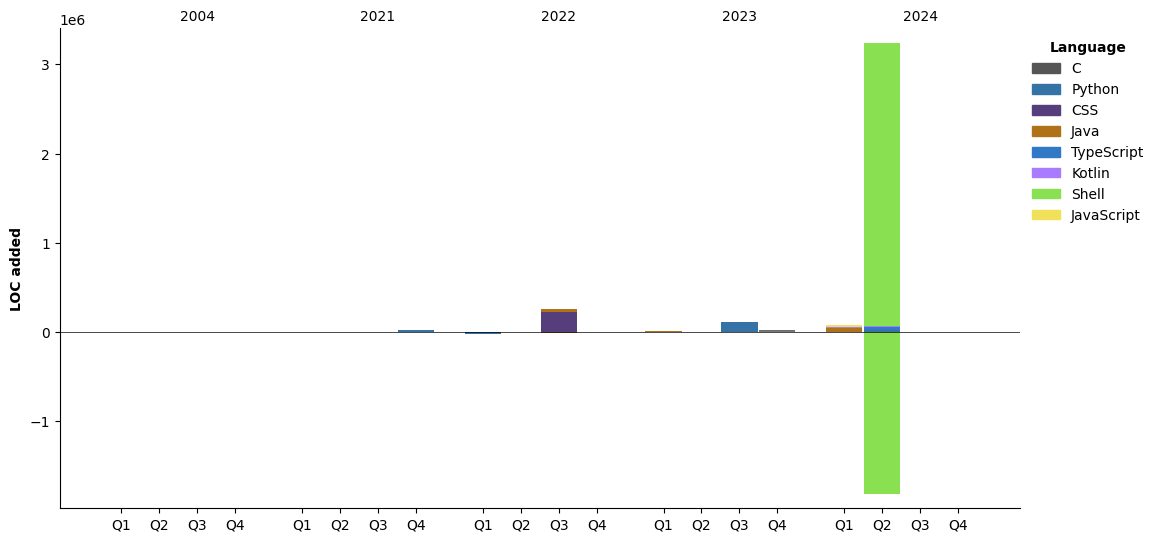 2004 2021 2022 2023 2024
1e6
Language
C
Python
CSS
Java
TypeScript
Kotlin
Shell
JavaScript
LOC added
3
2
1
0
−1
Q1 Q2 Q3 Q4 Q1 Q2 Q3 Q4 Q1 Q2 Q3 Q4 Q1 Q2 Q3 Q4 Q1 Q2 Q3 Q4